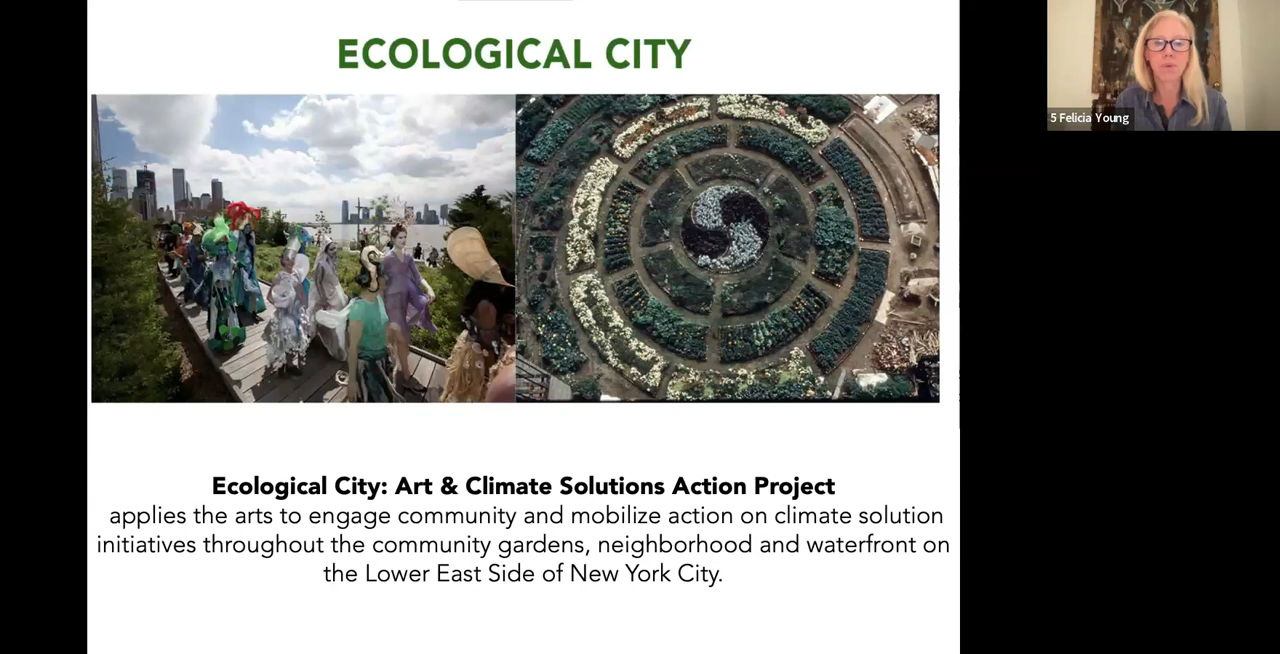 ECOLOGICAL CITY
5 Felicia Young
Ecological City: Art & Climate Solutions Action Project
applies the arts to engage community and mobilize action on climate solution
initiatives throughout the community gardens, neighborhood and waterfront on
the Lower East Side of New York City.